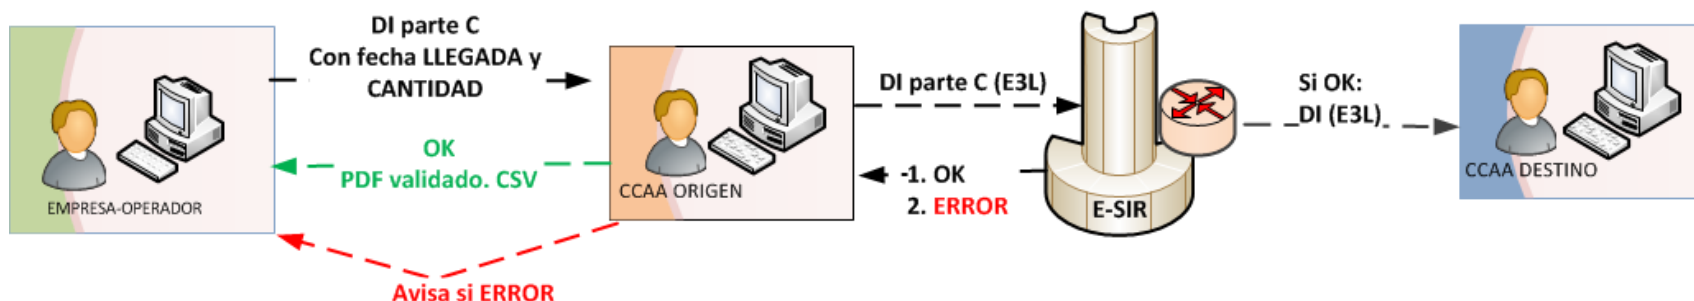 DI parte C
Con fecha LLEGADA y
CANTIDAD
OK
PDF validado. CSV
EMPRESA-OPERADOR
Avisa si ERROR
CCAA ORIGEN
DI parte C (E3L)
-1. OK
2. ERROR
E-SIR
Si OK:
DI (E3L)
CCAA DESTINO